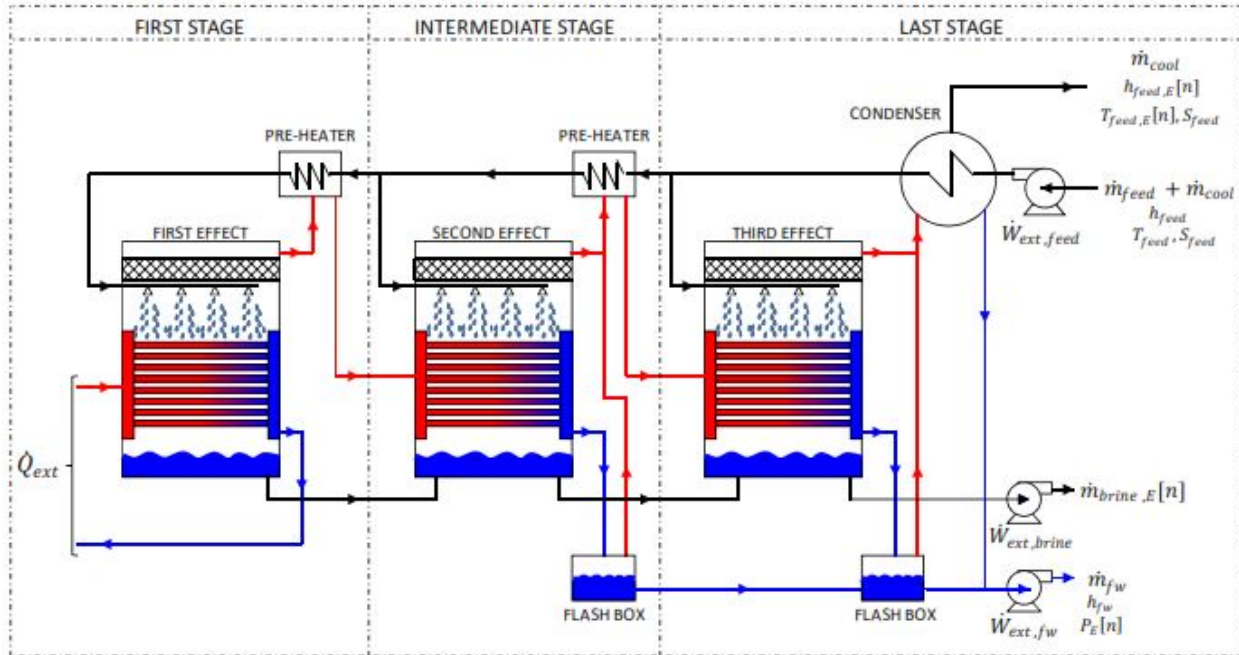 FIRST STAGE
INTERMEDIATE STAGE
LAST STAGE
ṁcool
hfeed,E[n]
Tfeed,E[n], Sfeed
CONDENSER
PRE-HEATER
PRE-HEATER
ṁfeed + ṁcool
hfeed
Tfeed, Sfeed
Ẇext,feed
FIRST EFFECT
SECOND EFFECT
THIRD EFFECT
Q̇ext
ṁbrine,E[n]
Ẇext,brine
FLASH BOX
FLASH BOX
Ẇext,fw
ṁfw
hfw
PE[n]